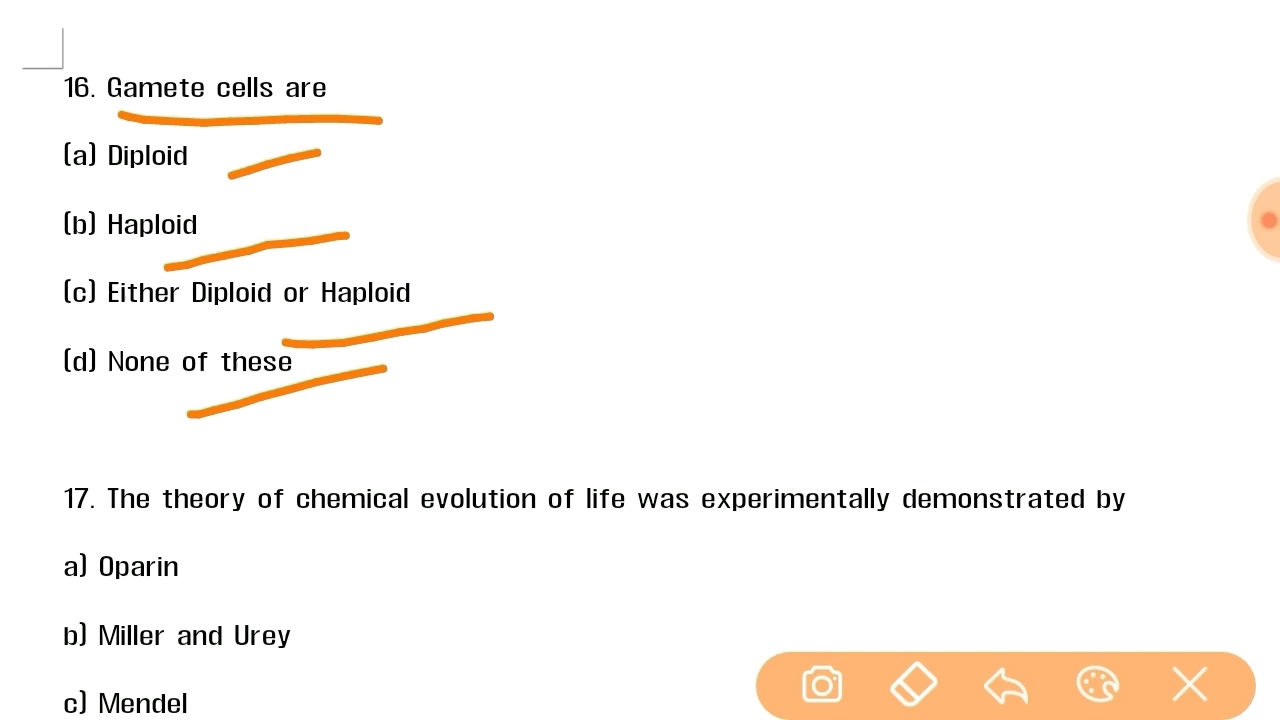 16. Gamete cells are
(a) Diploid
(b) Haploid
(c) Either Diploid or Haploid
(d) None of these
17. The theory of chemical evolution of life was experimentally demonstrated by
a) Oparin
b) Miller and Urey
c) Mendel